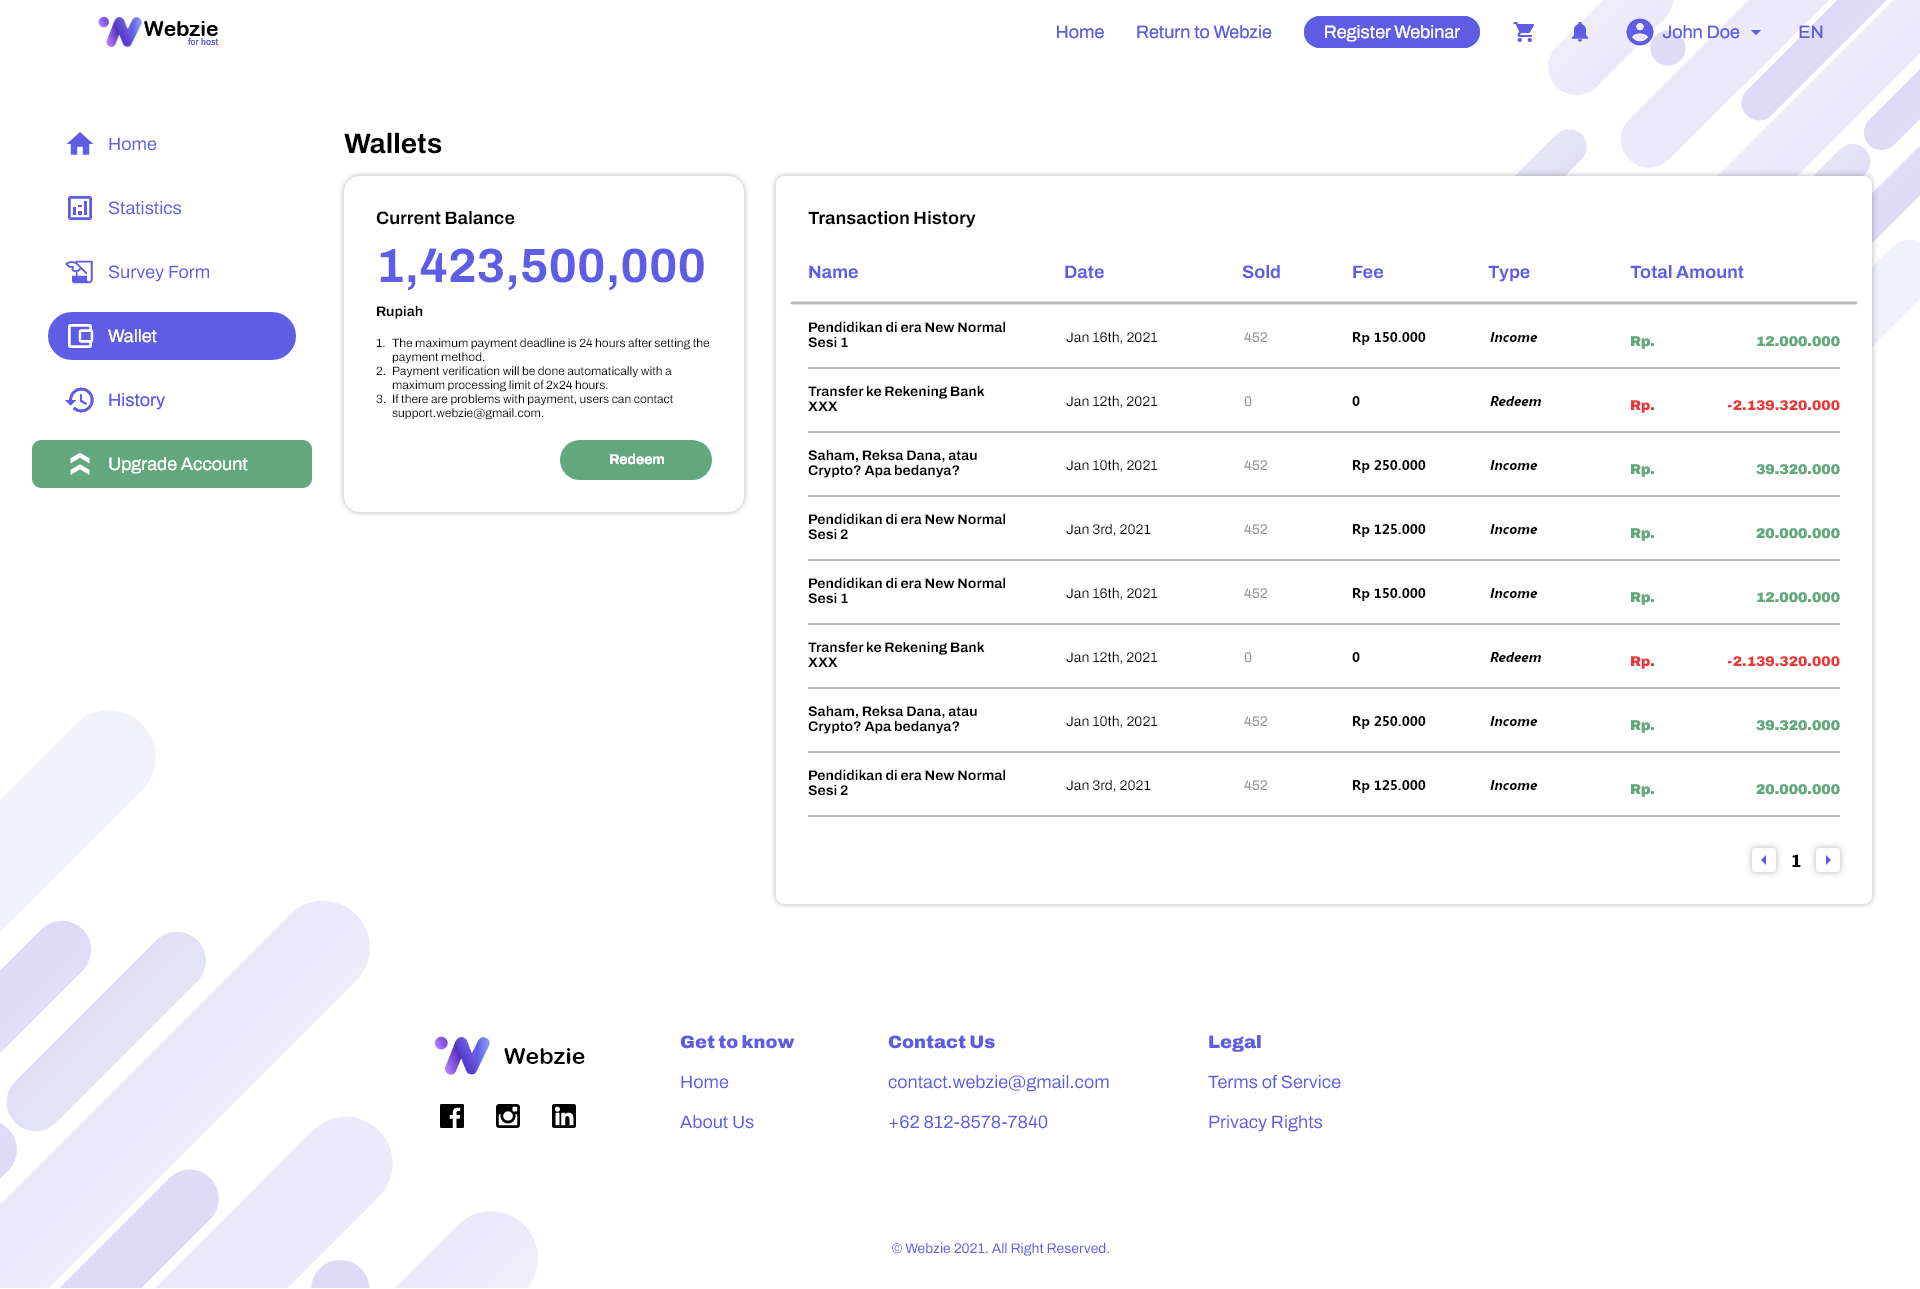 Webzie
for host
Home
Return to Webzie
Register Webinar
John Doe
EN
Home
Statistics
Survey Form
Wallet
History
Upgrade Account
Wallets
Current Balance
1,423,500,000
Rupiah
1. The maximum payment deadline is 24 hours after setting the
payment method.
2. Payment verification will be done automatically with a
maximum processing limit of 2x24 hours.
3. If there are problems with payment, users can contact
support.webzie@gmail.com.
Redeem
Transaction History
Name Date Sold Fee Type Total Amount
Pendidikan di era New Normal
Sesi 1
Jan 16th, 2021 452 Rp 150.000 Income Rp. 12.000.000
Transfer ke Rekening Bank
XXX
Jan 12th, 2021 0 0 Redeem Rp. -2.139.320.000
Saham, Reksa Dana, atau
Crypto? Apa bedanya?
Jan 10th, 2021 452 Rp 250.000 Income Rp. 39.320.000
Pendidikan di era New Normal
Sesi 2
Jan 3rd, 2021 452 Rp 125.000 Income Rp. 20.000.000
Pendidikan di era New Normal
Sesi 1
Jan 16th, 2021 452 Rp 150.000 Income Rp. 12.000.000
Transfer ke Rekening Bank
XXX
Jan 12th, 2021 0 0 Redeem Rp. -2.139.320.000
Saham, Reksa Dana, atau
Crypto? Apa bedanya?
Jan 10th, 2021 452 Rp 250.000 Income Rp. 39.320.000
Pendidikan di era New Normal
Sesi 2
Jan 3rd, 2021 452 Rp 125.000 Income Rp. 20.000.000
1
Webzie
Get to know
Home
About Us
Contact Us
contact.webzie@gmail.com
+62 812-8578-7840
Legal
Terms of Service
Privacy Rights
© Webzie 2021. All Right Reserved.